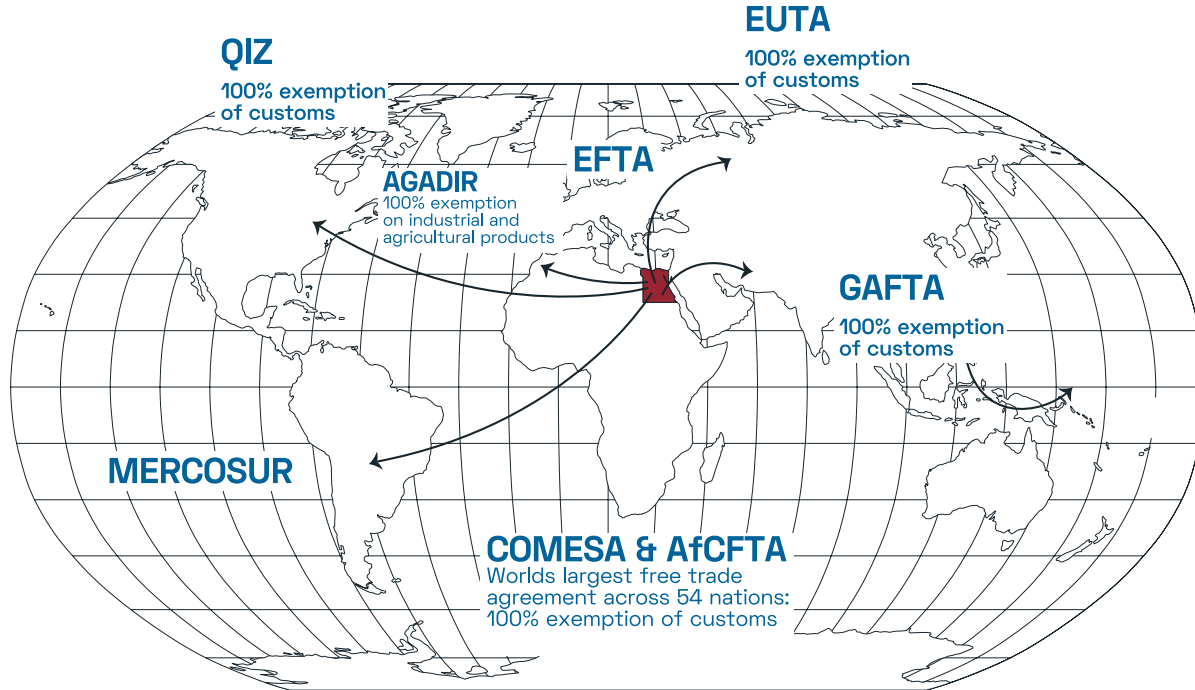 QIZ
100% exemption
of customs
EUTA
100% exemption
of customs
EFTA
AGADIR
100% exemption
on industrial and
agricultural products
GAFTA
100% exemption
of customs
MERCOSUR
COMESA & AfCFTA
Worlds largest free trade
agreement across 54 nations:
100% exemption of customs